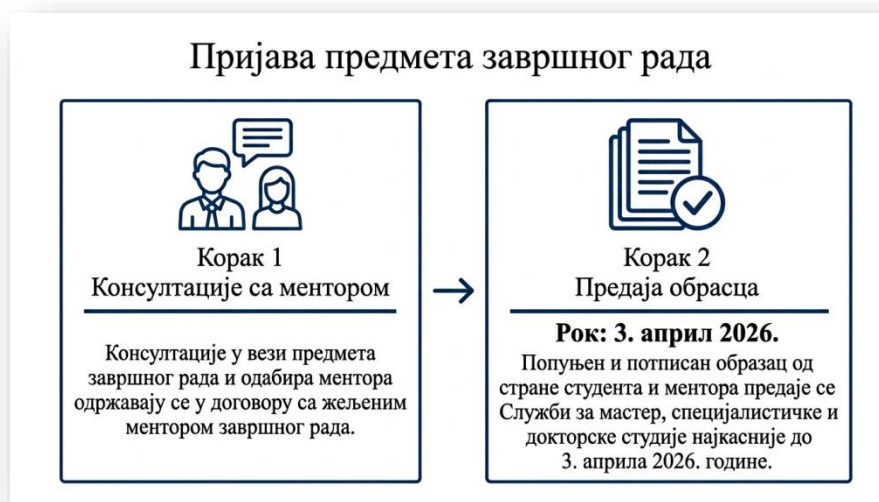 Пријава предмета завршног рада
Корак 1
Консултације са ментором
Консултације у вези предмета
завршног рада и одабира ментора
одржавају се у договору са жељеним
ментором завршног рада.
Корак 2
Предаја обрасца
Рок: 3. април 2026.
Попуњен и потписан образац од
стране студента и ментора предаје се
Служби за мастер, специјалистичке и
докторске студије најкасније до
3. априла 2026. године.